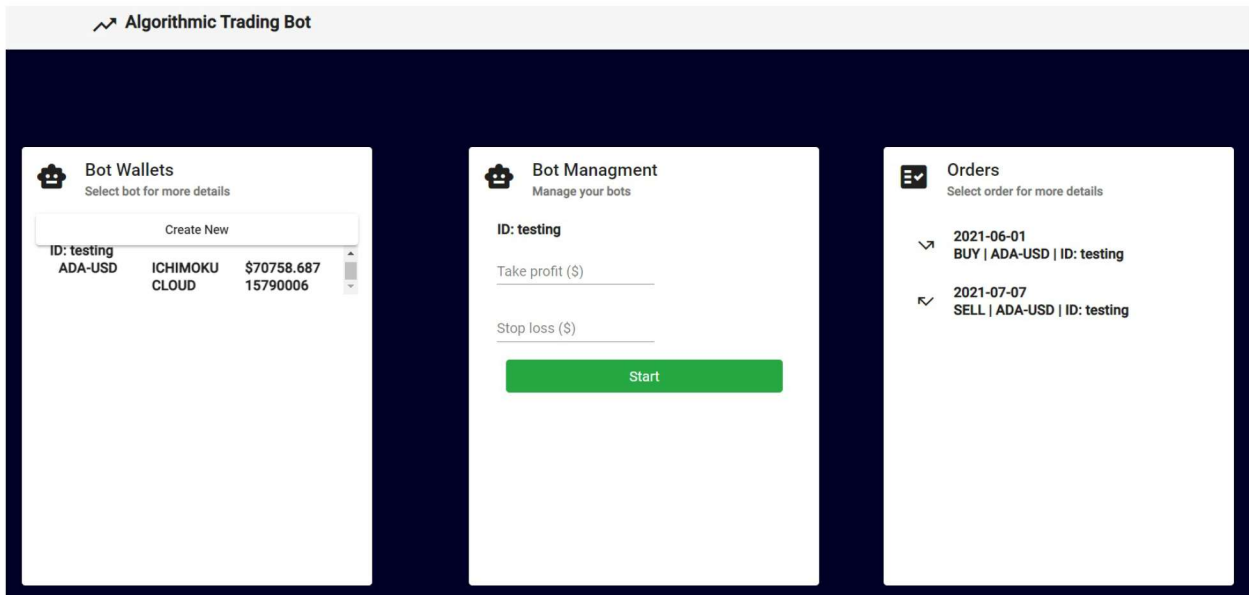 Algorithmic Trading Bot
Bot Wallets
Select bot for more details
Create New
ID: testing
ADA-USD ICHIMOKU $70758.687
CLOUD 15790006
Bot Managment
Manage your bots
ID: testing
Take profit ($)
Stop loss ($)
Start
Orders
Select order for more details
2021-06-01
BUY | ADA-USD | ID: testing
2021-07-07
SELL | ADA-USD | ID: testing